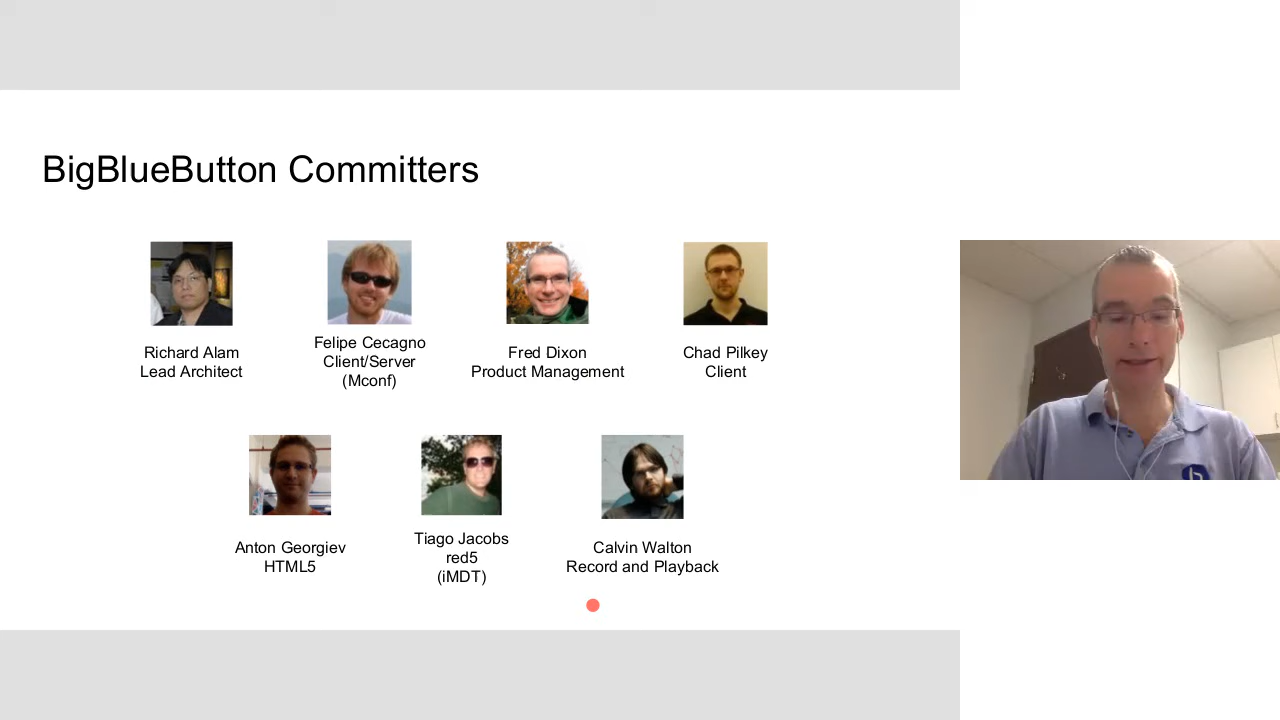 BigBlueButton Committers
Richard Alam
Lead Architect
Felipe Cecagno
Client/Server
(Mconf)
Fred Dixon
Product Management
Chad Pilkey
Client
Anton Georgiev
HTML5
Tiago Jacobs
red5
(iMDT)
Calvin Walton
Record and Playback